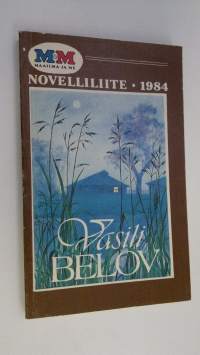 MM
MAAILMA JA ME
NOVELLILIITE • 1984
Vasili
BELOV